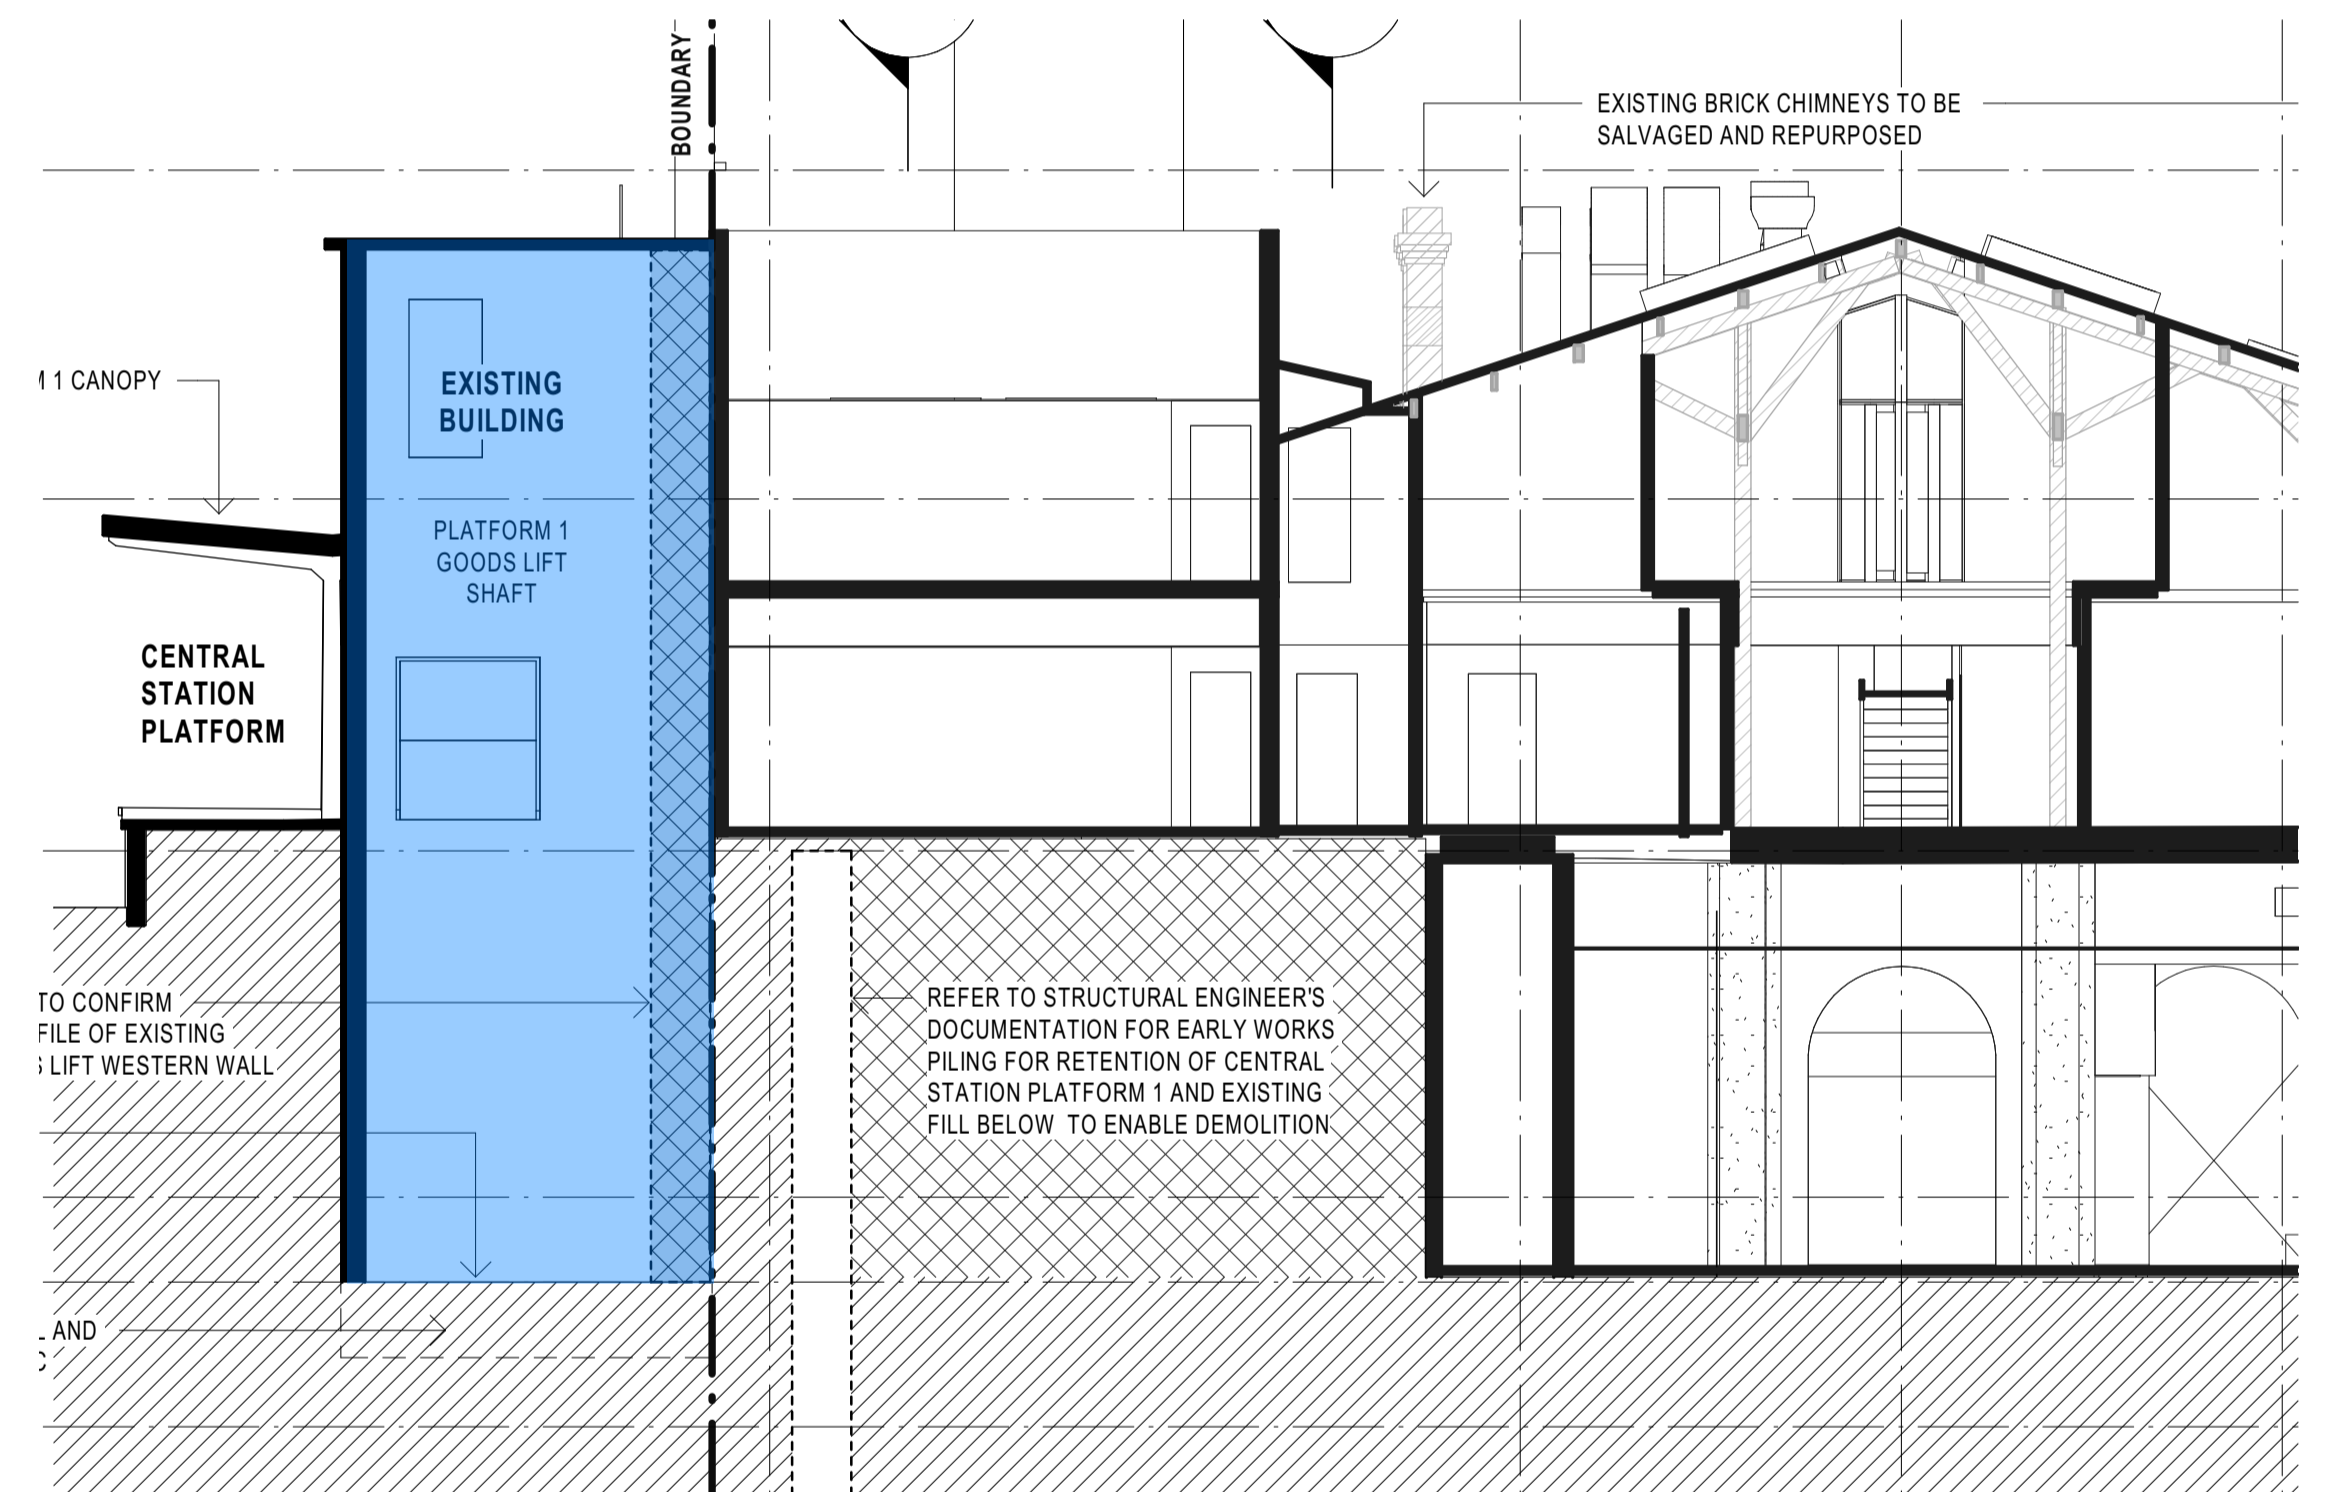 BOUNDARY
EXISTING BRICK CHIMNEYS TO BE
SALVAGED AND REPURPOSED
1 CANOPY
EXISTING
BUILDING
PLATFORM 1
GOODS LIFT
SHAFT
CENTRAL
STATION
PLATFORM
TO CONFIRM
FILE OF EXISTING
LIFT WESTERN WALL
REFER TO STRUCTURAL ENGINEER'S
DOCUMENTATION FOR EARLY WORKS
PILING FOR RETENTION OF CENTRAL
STATION PLATFORM 1 AND EXISTING
FILL BELOW TO ENABLE DEMOLITION
AND